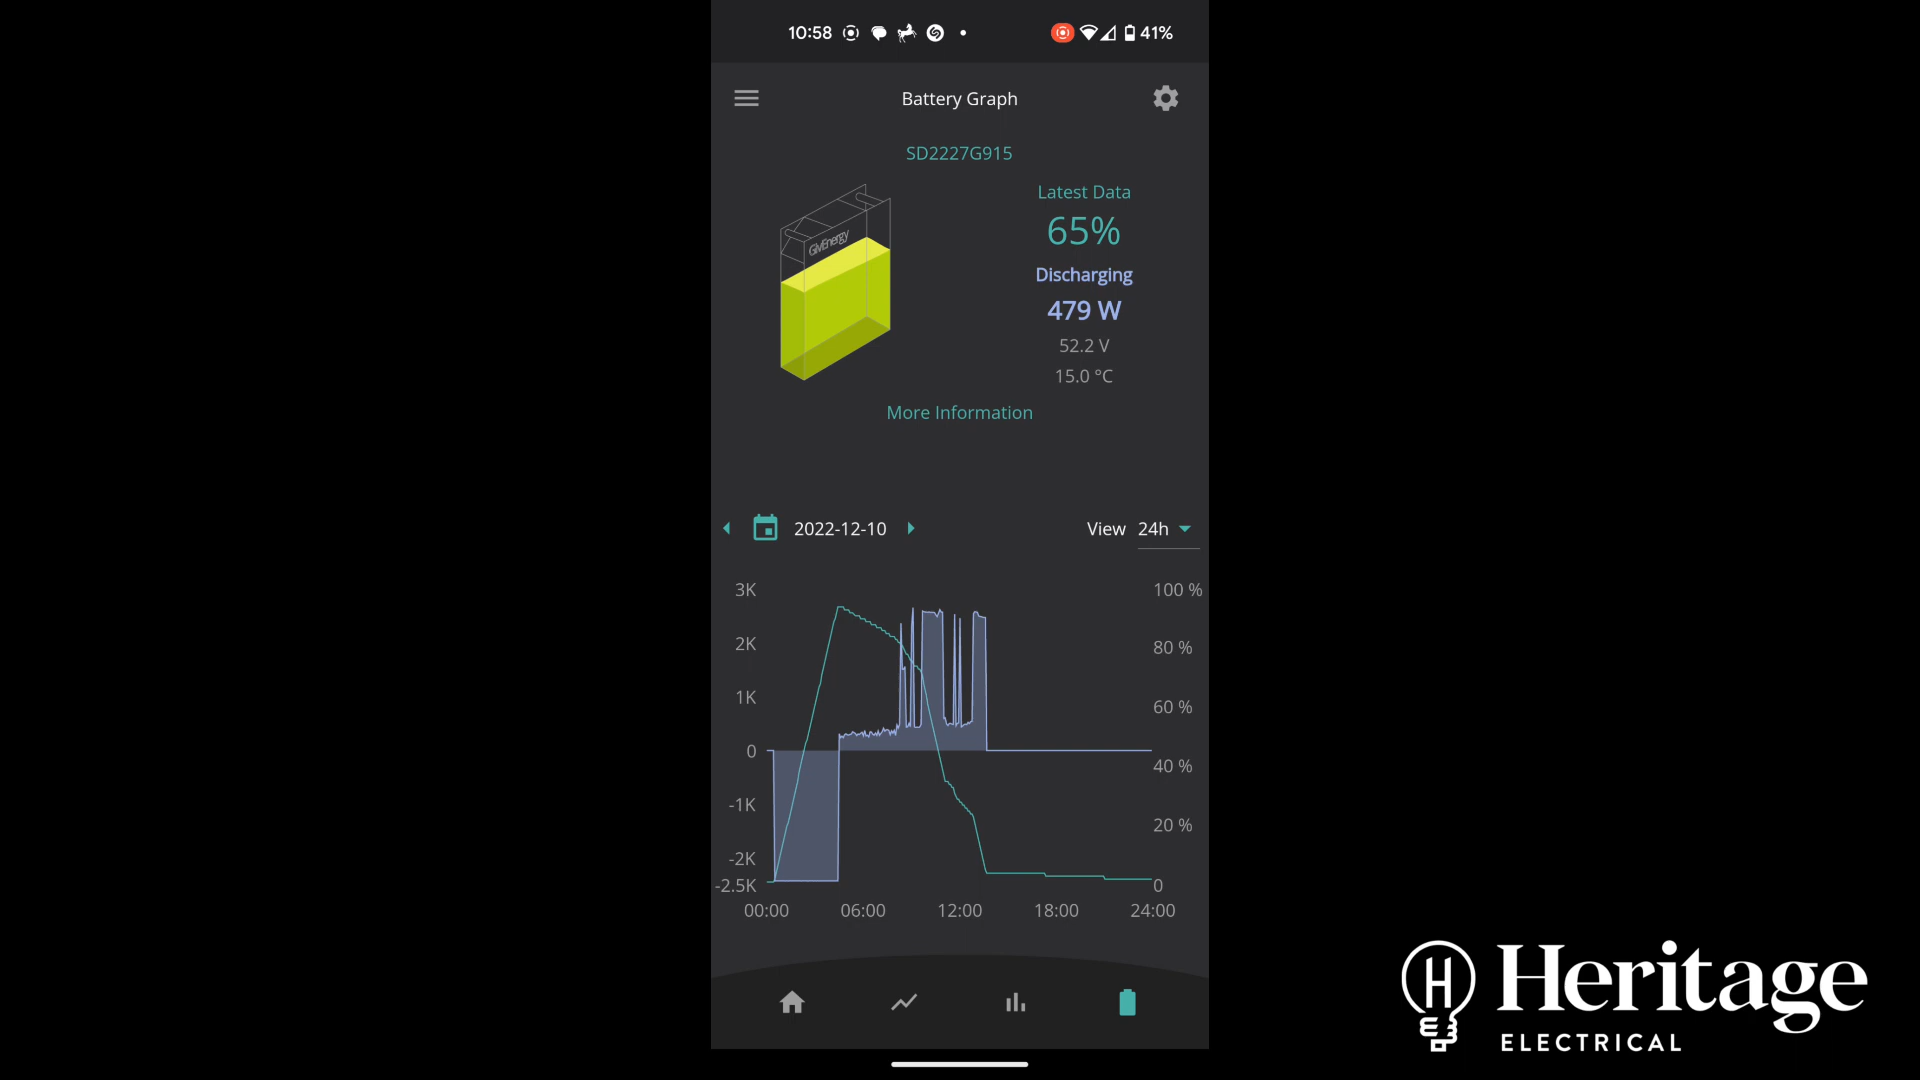 10:58
41%
Battery Graph
SD2227G915
GivEnergy
Latest Data
65%
Discharging
479 W
52.2 V
15.0 °C
More Information
2022-12-10
View 24h
3K
2K
1K
0
-1K
-2K
-2.5K
100 %
80 %
60 %
40 %
20 %
0
00:00 06:00 12:00 18:00 24:00
H Heritage
ELECTRICAL